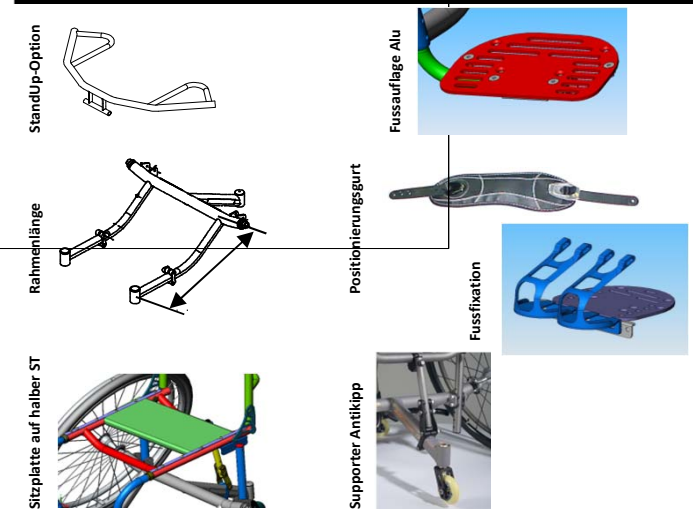 StandUp-Option
Fussauflage Alu
Rahmenlänge
Positionierungsgurt
Fussfixation
Sitzplatte auf halber ST
Supporter Antikipp